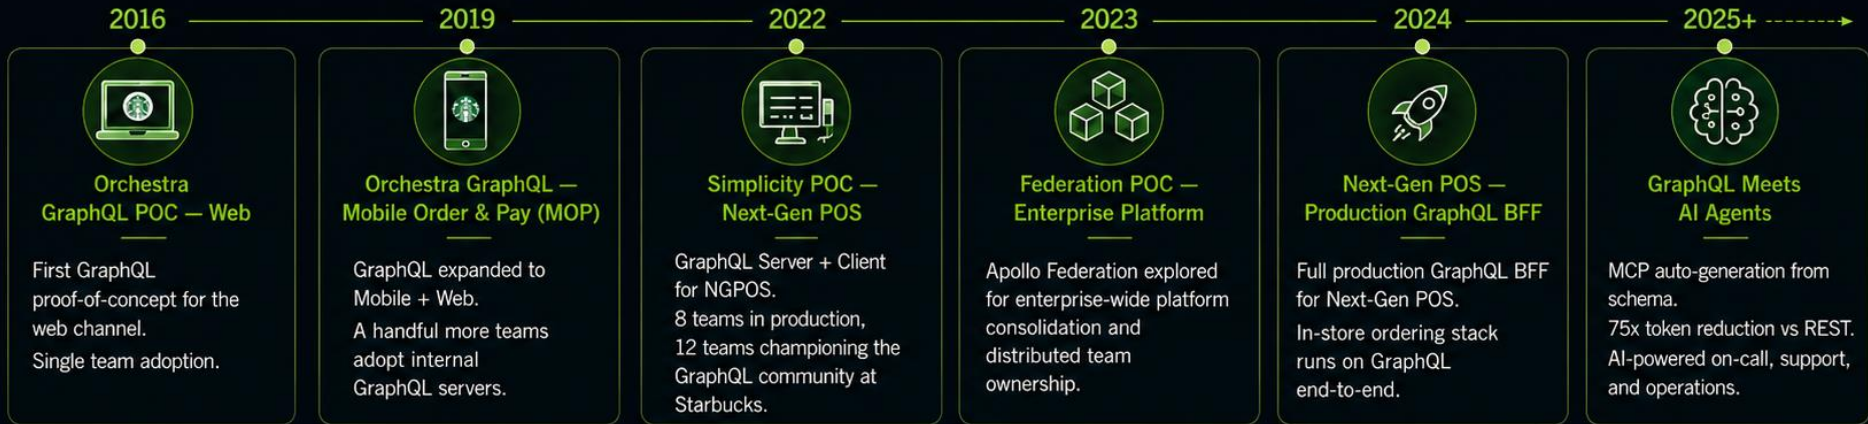 2016
2019
2022
2023
2024
2025+
Orchestra
GraphQL POC — Web
First GraphQL
proof-of-concept for the
web channel.
Single team adoption.
Orchestra GraphQL —
Mobile Order & Pay (MOP)
GraphQL expanded to
Mobile + Web.
A handful more teams
adopt internal
GraphQL servers.
Simplicity POC —
Next-Gen POS
GraphQL Server + Client
for NGPOS.
8 teams in production,
12 teams championing the
GraphQL community at
Starbucks.
Federation POC —
Enterprise Platform
Apollo Federation explored
for enterprise-wide platform
consolidation and
distributed team
ownership.
Next-Gen POS —
Production GraphQL BFF
Full production GraphQL BFF
for Next-Gen POS.
In-store ordering stack
runs on GraphQL
end-to-end.
GraphQL Meets
AI Agents
MCP auto-generation from
schema.
75x token reduction vs REST.
AI-powered on-call, support,
and operations.